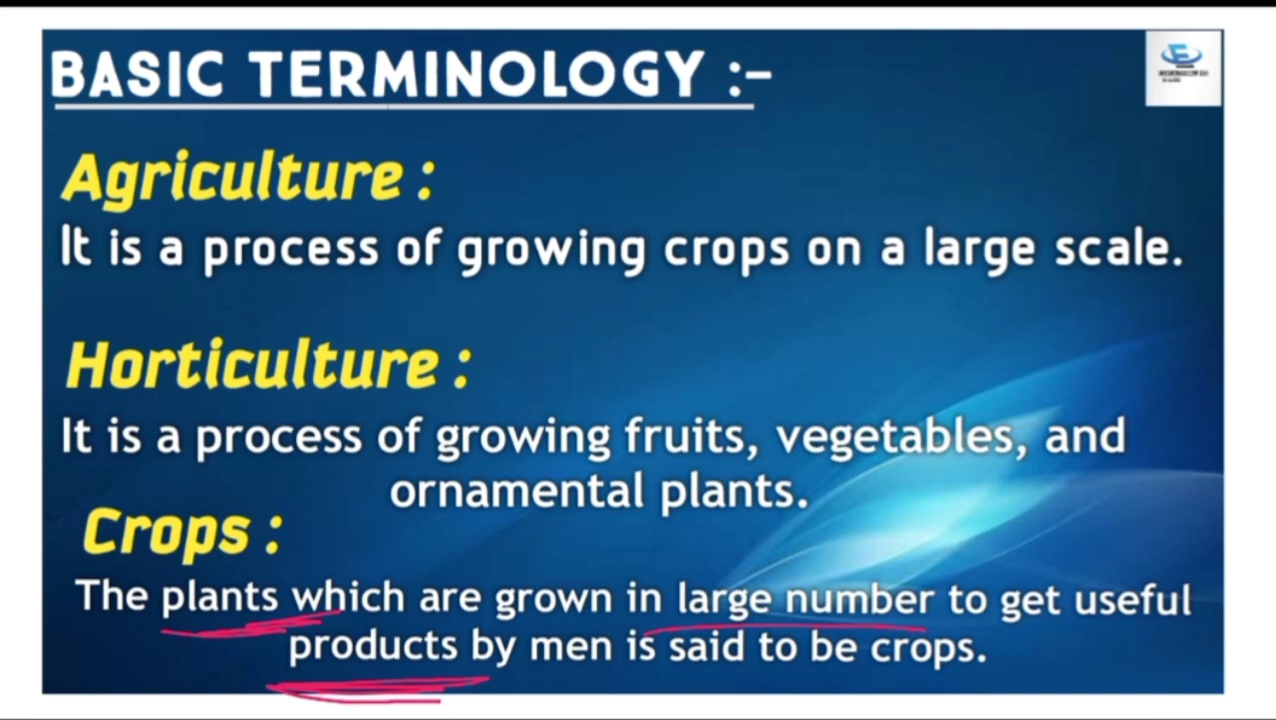 BASIC TERMINOLOGY :-
Agriculture :
It is a process of growing crops on a large scale.
Horticulture :
It is a process of growing fruits, vegetables, and
ornamental plants.
Crops :
The plants which are grown in large number to get useful
products by men is said to be crops.